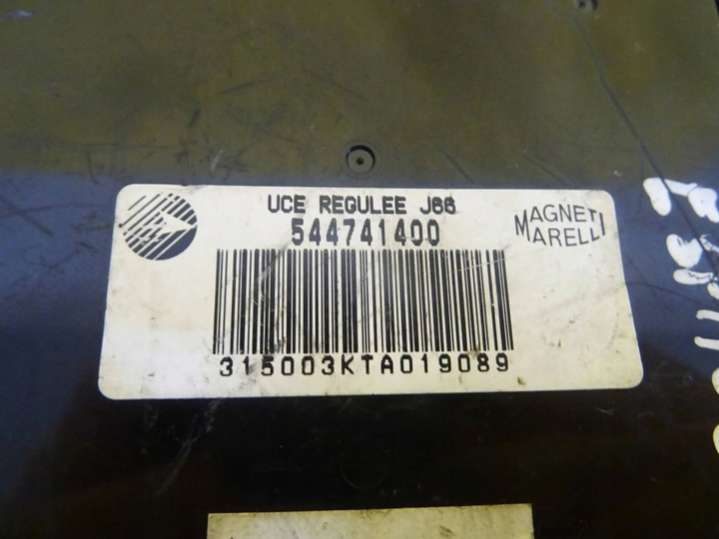 UCE REGULEE J66
544741400
MAGNETI
MARELLI
315003KTA019089